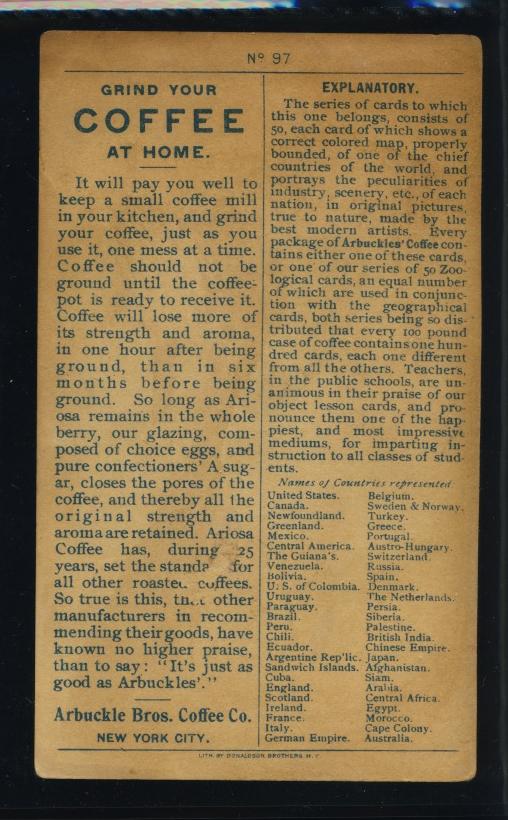 Nº 97
GRIND YOUR
COFFEE
AT HOME.
It will pay you well to
keep a small coffee mill
in your kitchen, and grind
your coffee, just as you
use it, one mess at a time.
Coffee should not be
ground until the coffee-
pot is ready to receive it.
Coffee will lose more of
its strength and aroma,
in one hour after being
ground, than in six
months before being
ground. So long as Ari-
osa remains in the whole
berry, our glazing, com-
posed of choice eggs, and
pure confectioners' A sug-
ar, closes the pores of the
coffee, and thereby all the
original strength and
aroma are retained. Ariosa
Coffee has, during 25
years, set the standa for
all other roasted coffees.
So true is this, that other
manufacturers in recom-
mending their goods, have
known no higher praise,
than to say: "It's just as
good as Arbuckles'."
Arbuckle Bros. Coffee Co.
NEW YORK CITY.
EXPLANATORY.
The series of cards to which
this one belongs, consists of
50, each card of which shows a
correct colored map, properly
bounded, of one of the chief
countries of the world, and
portrays the peculiarities of
industry, scenery, etc., of each
nation, in original pictures,
true to nature, made by the
best modern artists. Every
package of Arbuckles' Coffee con-
tains either one of these cards,
or one of our series of 50 Zoo-
logical cards, an equal number
of which are used in conjunc-
tion with the geographical
cards, both series being so dis-
tributed that every 100 pound
case of coffee contains one hun-
dred cards, each one different
from all the others. Teachers,
in the public schools, are un-
animous in their praise of our
object lesson cards, and pro-
nounce them one of the hap-
piest, and most impressive
mediums, for imparting in-
struction to all classes of stud-
ents.
Names of Countries represented
United States.
Canada.
Newfoundland.
Greenland.
Mexico.
Central America.
The Guiana's.
Venezuela.
Bolivia.
U. S. of Colombia.
Uruguay.
Paraguay.
Brazil.
Peru.
Chili.
Ecuador.
Argentine Rep'lic.
Sandwich Islands.
Cuba.
England.
Scotland.
Ireland.
France.
Italy.
German Empire.
Belgium.
Sweden & Norway.
Turkey.
Greece.
Portugal.
Austro-Hungary.
Switzerland.
Russia.
Spain.
Denmark.
The Netherlands.
Persia.
Siberia.
Palestine.
British India.
Chinese Empire.
Japan.
Afghanistan.
Siam.
Arabia.
Central Africa.
Egypt.
Morocco.
Cape Colony.
Australia.
LITH. BY DONALDSON BROTHERS N. Y.